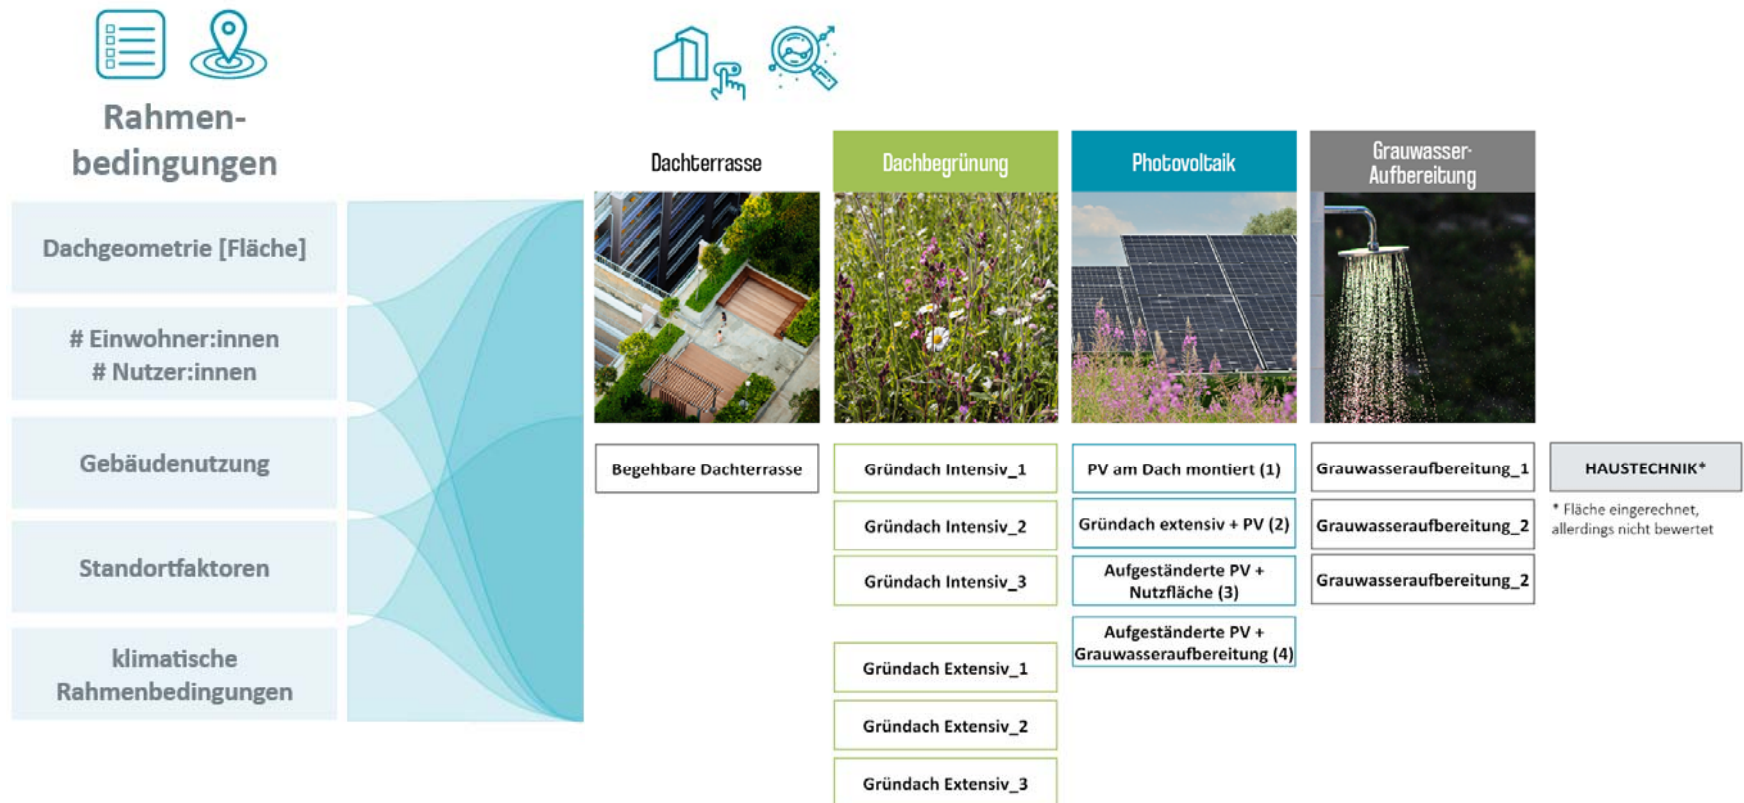 Rahmen-
bedingungen
Dachgeometrie [Fläche]
# Einwohner:innen
# Nutzer:innen
Gebäudenutzung
Standortfaktoren
klimatische
Rahmenbedingungen
Dachterrasse
Begehbare Dachterrasse
Dachbegrünung
Gründach Intensiv_1
Gründach Intensiv_2
Gründach Intensiv_3
Gründach Extensiv_1
Gründach Extensiv_2
Gründach Extensiv_3
Photovoltaik
PV am Dach montiert (1)
Gründach extensiv + PV (2)
Aufgeständerte PV +
Nutzfläche (3)
Aufgeständerte PV +
Grauwasseraufbereitung (4)
Grauwasser-
Aufbereitung
Grauwasseraufbereitung_1
Grauwasseraufbereitung_2
Grauwasseraufbereitung_2
HAUSTECHNIK*
* Fläche eingerechnet,
allerdings nicht bewertet